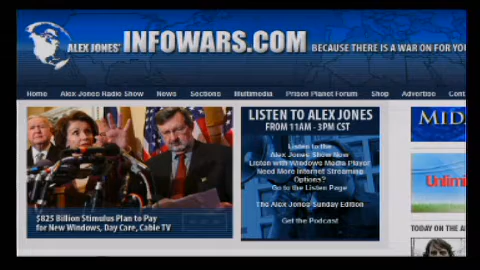 ALEX JONES' INFOWARS.COM BECAUSE THERE IS A WAR ON FOR YOU
Home Alex Jones Radio Show News Sections Multimedia Prison Planet Forum Shop Advertise Cont
$825 Billion Stimulus Plan to Pay
for New Windows, Day Care, Cable TV
LISTEN TO ALEX JONES
FROM 11AM - 3PM CST
Listen to the
Alex Jones Show Now
Listen with Windows Media Player
Need More Internet Streaming
Options?
Go to the Listen Page
The Alex Jones Sunday Edition
Get the Podcast
MID
Unlimi
TODAY ON THE A